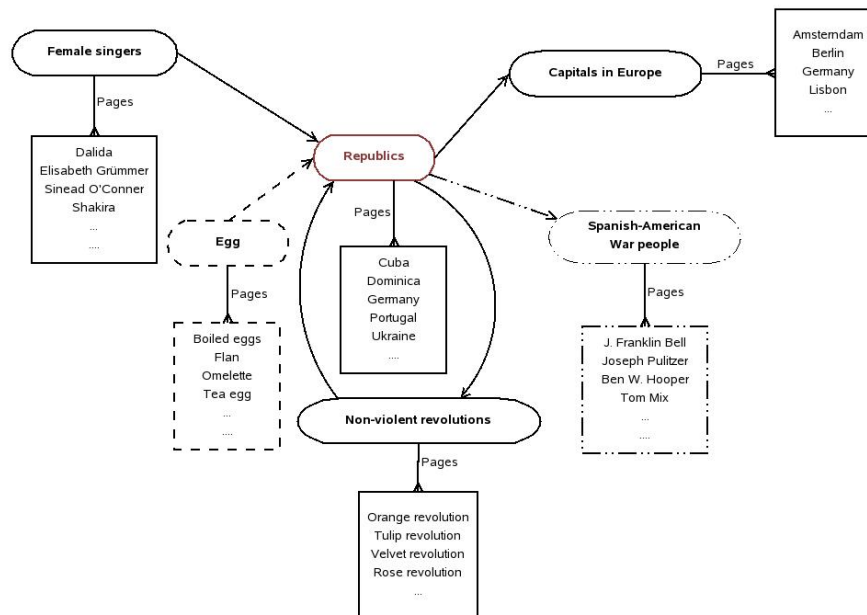 Female singers
Pages
Dalida
Elisabeth Grümmer
Sinead O'Conner
Shakira
...
....
Egg
Pages
Boiled eggs
Flan
Omelette
Tea egg
...
....
Republics
Pages
Cuba
Dominica
Germany
Portugal
Ukraine
....
Non-violent revolutions
Pages
Orange revolution
Tulip revolution
Velvet revolution
Rose revolution
...
Capitals in Europe
Pages
Amsterndam
Berlin
Germany
Lisbon
...
Spanish-American
War people
Pages
J. Franklin Bell
Joseph Pulitzer
Ben W. Hooper
Tom Mix
...
....